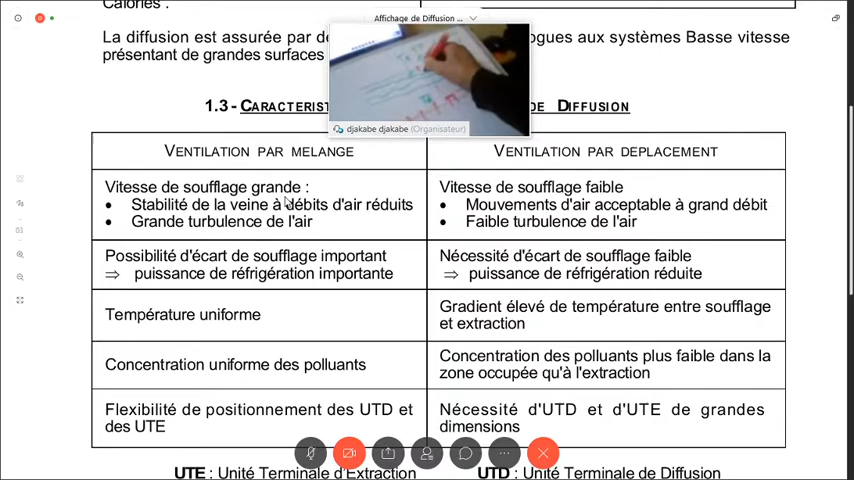 Calories :
Affichage de Diffusion ...
La diffusion est assurée par de ogues aux systèmes Basse vitesse
présentant de grandes surfaces
djakabe djakabe (Organisateur)
1.3 - CARACTERIST DE DIFFUSION
VENTILATION PAR MELANGE
VENTILATION PAR DEPLACEMENT
Vitesse de soufflage grande :
• Stabilité de la veine à débits d'air réduits
• Grande turbulence de l'air
Vitesse de soufflage faible
• Mouvements d'air acceptable à grand débit
• Faible turbulence de l'air
Possibilité d'écart de soufflage important
⇒ puissance de réfrigération importante
Nécessité d'écart de soufflage faible
⇒ puissance de réfrigération réduite
Température uniforme
Gradient élevé de température entre soufflage
et extraction
Concentration uniforme des polluants
Concentration des polluants plus faible dans la
zone occupée qu'à l'extraction
Flexibilité de positionnement des UTD et
des UTE
Nécessité d'UTD et d'UTE de grandes
dimensions
UTE : Unité Terminale d'Extraction
UTD : Unité Terminale de Diffusion